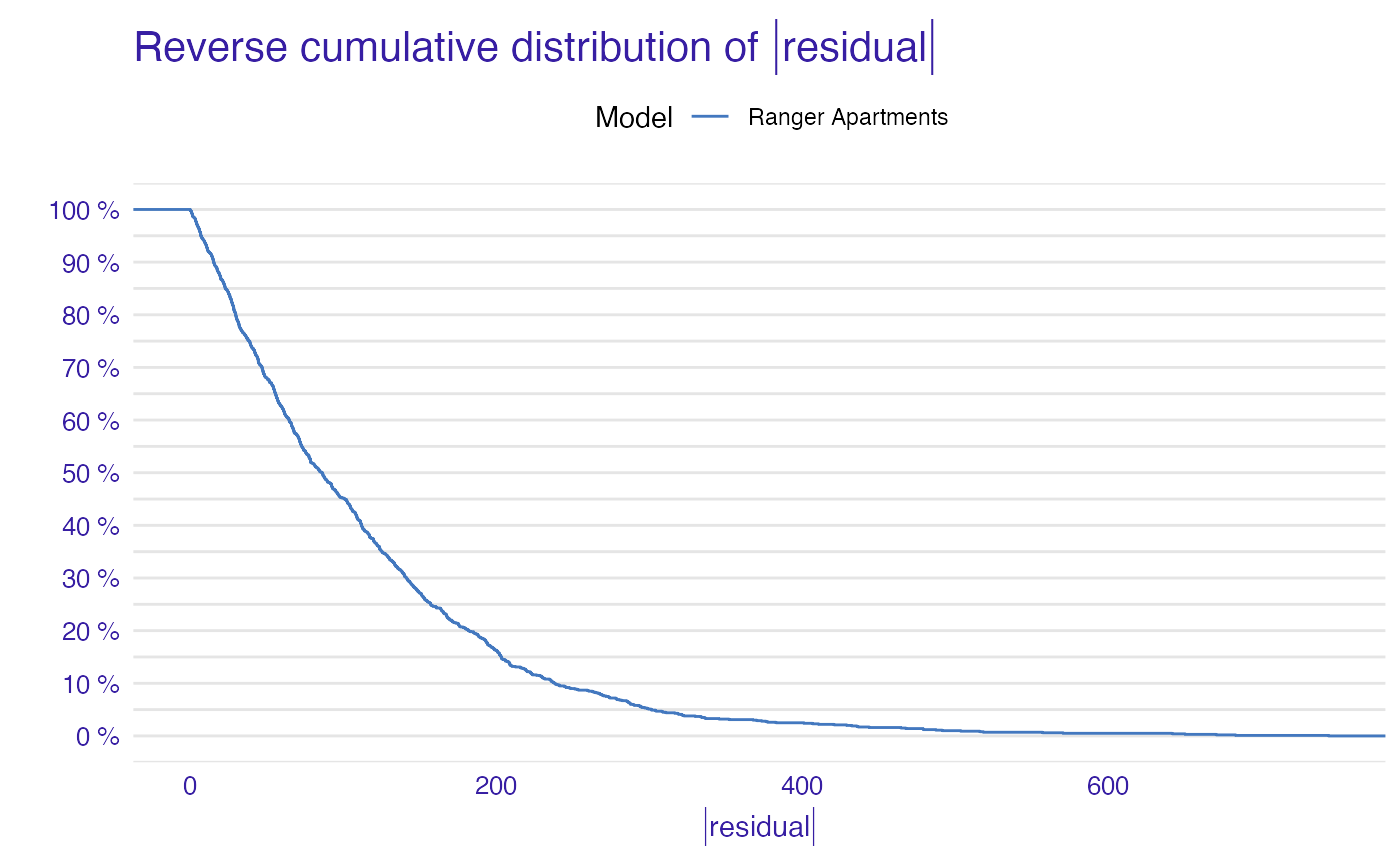 Reverse cumulative distribution of |residual|
Model Ranger Apartments
100 %
90 %
80 %
70 %
60 %
50 %
40 %
30 %
20 %
10 %
0 %
0 200 400 600
|residual|